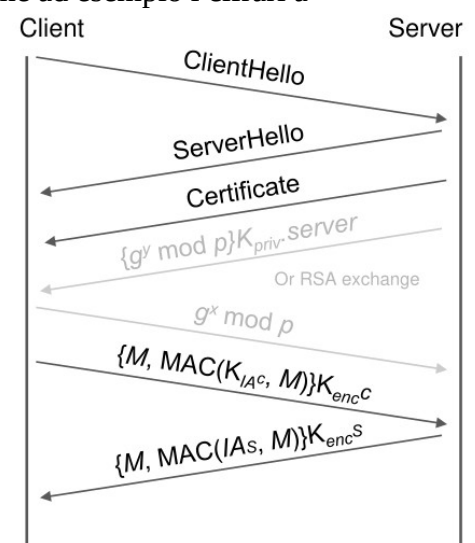 Client
Server
ClientHello
ServerHello
Certificate
{g^y mod p}K_priv-server
Or RSA exchange
g^x mod p
{M, MAC(K_IA^C, M)}K_enc^C
{M, MAC(IA_S, M)}K_enc^S